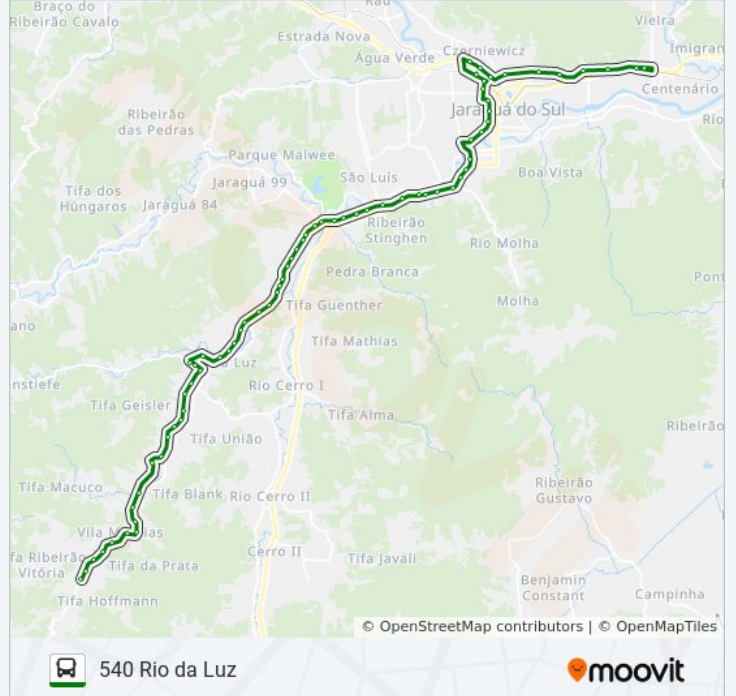 Braço do
Ribeirão Cavalo
Rau
Vieira
Estrada Nova
Czerniewicz
Imigran
Água Verde
Centenário
Jaraguá do Sul
Rio
Ribeirão
das Pedras
Parque Malwee
São Luís
Boa Vista
Jaraguá 99
Tifa dos
Húngaros
Jaraguá 84
Ribeirão
Stinghen
Rio Molha
Pedra Branca
Pont
Molha
Tifa Guenther
ano
Tifa Mathias
Luz
nstiefe
Rio Cerro I
Tifa Geisler
Tifa Alma
Ribeirão
Tifa União
Tifa Macuco
Tifa Blank
Rio Cerro II
Ribeirão
Gustavo
Vila M
ias
Cerro II
fa Ribeirão
Vitória
Tifa da Prata
Tifa Javali
Benjamin
Constant
Campinha
Tifa Hoffmann
© OpenStreetMap contributors | © OpenMapTiles
540 Rio da Luz
moovit